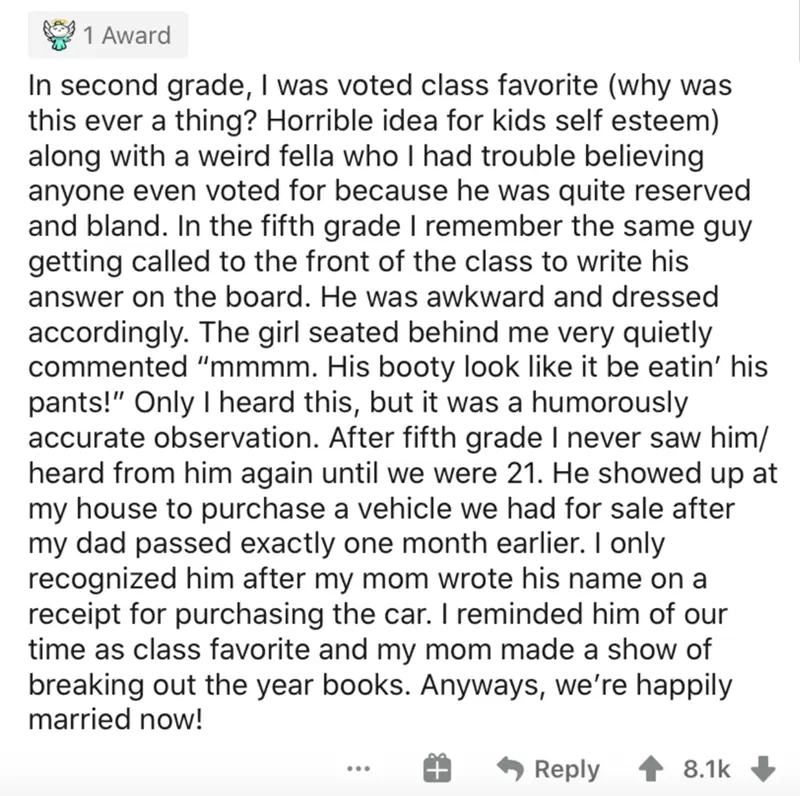 1 Award
In second grade, I was voted class favorite (why was
this ever a thing? Horrible idea for kids self esteem)
along with a weird fella who I had trouble believing
anyone even voted for because he was quite reserved
and bland. In the fifth grade I remember the same guy
getting called to the front of the class to write his
answer on the board. He was awkward and dressed
accordingly. The girl seated behind me very quietly
commented “mmmm. His booty look like it be eatin’ his
pants!” Only I heard this, but it was a humorously
accurate observation. After fifth grade I never saw him/
heard from him again until we were 21. He showed up at
my house to purchase a vehicle we had for sale after
my dad passed exactly one month earlier. I only
recognized him after my mom wrote his name on a
receipt for purchasing the car. I reminded him of our
time as class favorite and my mom made a show of
breaking out the year books. Anyways, we’re happily
married now!
Reply 8.1k